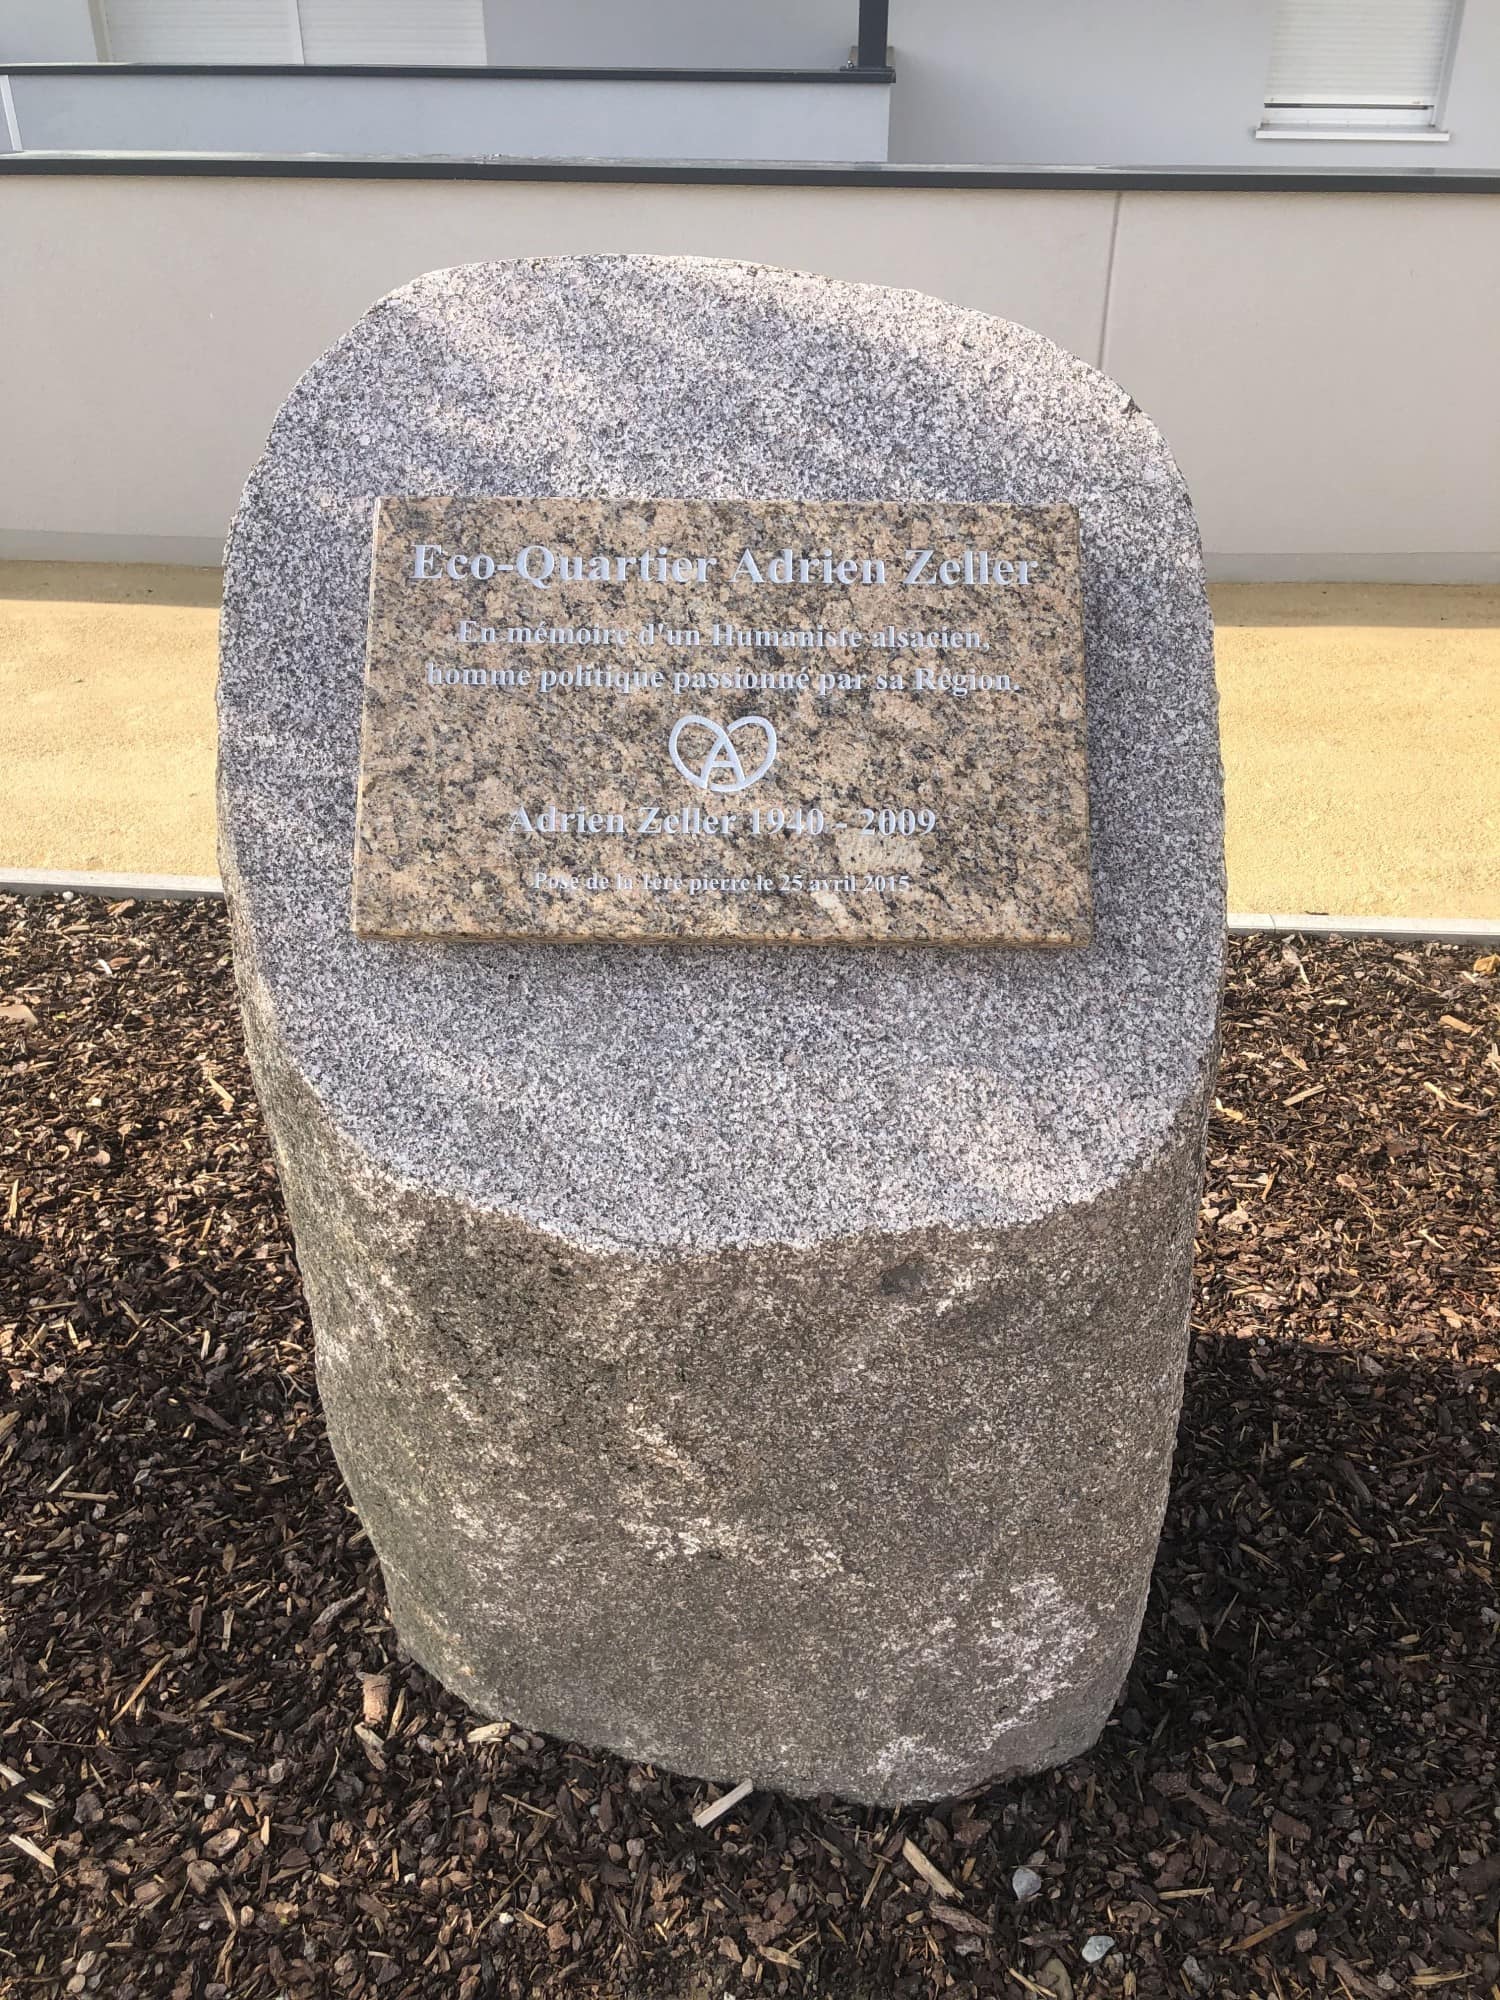 Eco-Quartier Adrien Zeller
En mémoire d'un Humaniste alsacien,
homme politique passionné par sa Région.
A
Adrien Zeller 1940 - 2009
Pose de la 1ère pierre le 25 avril 2015